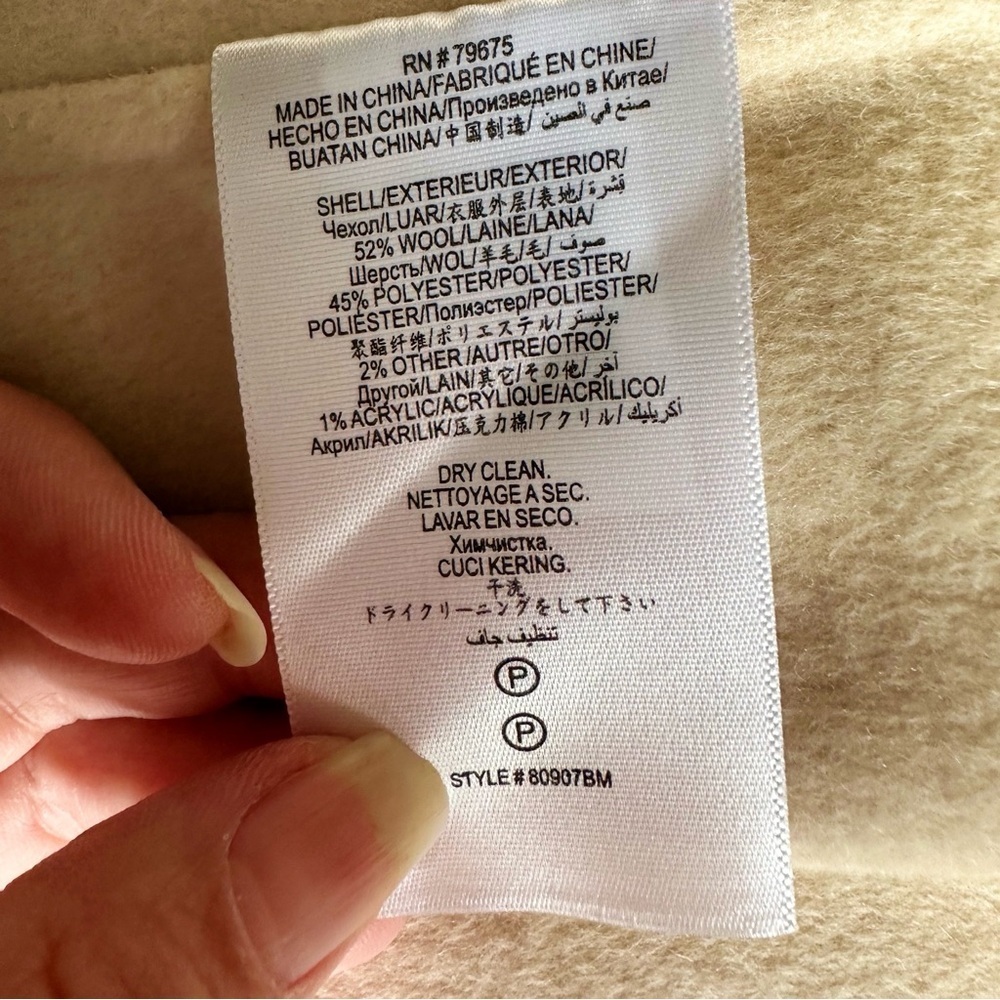 RN # 79675
MADE IN CHINA/FABRIQUÉ EN CHINE/
HECHO EN CHINA/Произведено в Китае/
BUATAN CHINA/中国制造/ صنع في الصين
SHELL/EXTERIEUR/EXTERIOR/
Чехол/LUAR/衣服外层/表地/ قشرة
52% WOOL/LAINE/LANA/
Шерсть/WOL/羊毛/毛/ صوف
45% POLYESTER/POLYESTER/
POLIÉSTER/Полиэстер/POLIESTER/
聚酯纤维/ポリエステル/ بوليستر
2% OTHER /AUTRE/OTRO/
Другой/LAIN/其它/その他/ آخر
1% ACRYLIC/ACRYLIQUE/ACRÍLICO/
Акрил/AKRILIK/压克力棉/アクリル/ أكريليك
DRY CLEAN.
NETTOYAGE A SEC.
LAVAR EN SECO.
Химчистка.
CUCI KERING.
干洗
ドライクリーニングをして下さい
تنظيف جاف
P
P
STYLE # 80907BM